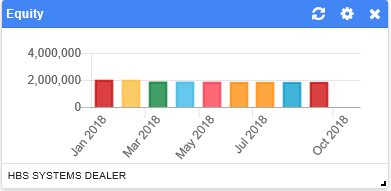 Equity
4,000,000
2,000,000
0
Jan 2018
Mar 2018
May 2018
Jul 2018
Oct 2018
HBS SYSTEMS DEALER